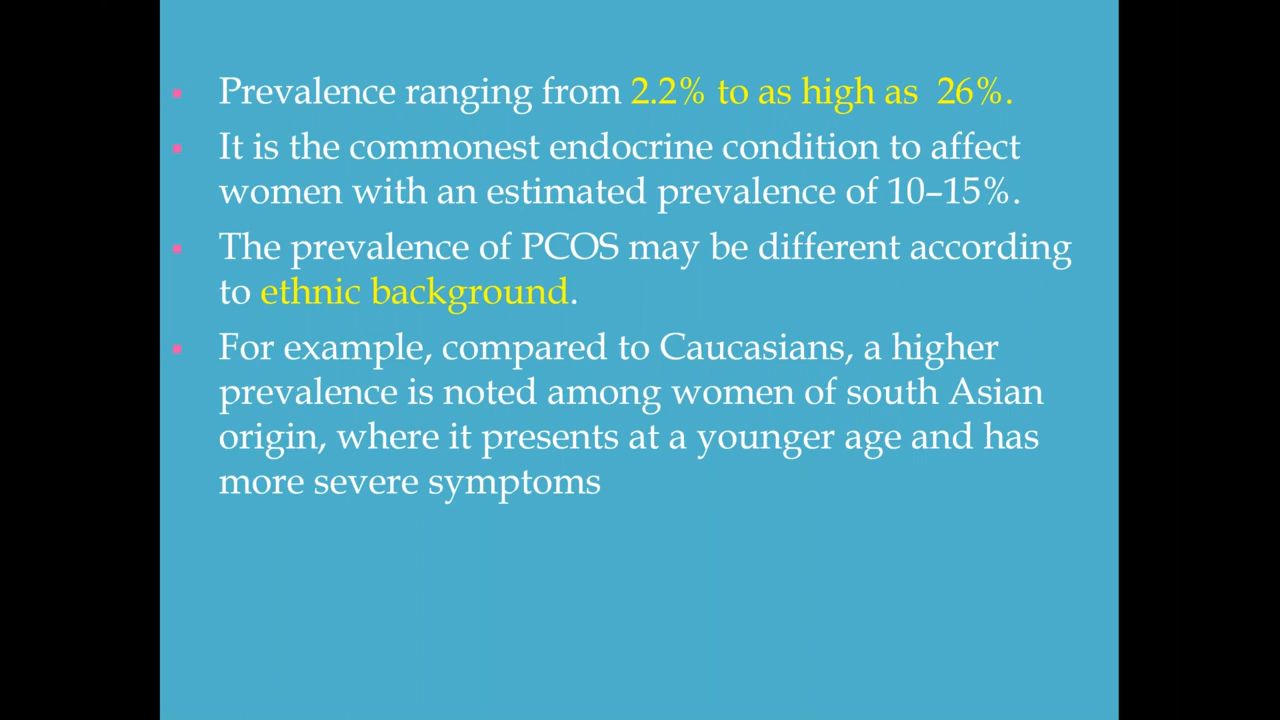 Prevalence ranging from 2.2% to as high as 26%.
It is the commonest endocrine condition to affect
women with an estimated prevalence of 10–15%.
The prevalence of PCOS may be different according
to ethnic background.
For example, compared to Caucasians, a higher
prevalence is noted among women of south Asian
origin, where it presents at a younger age and has
more severe symptoms